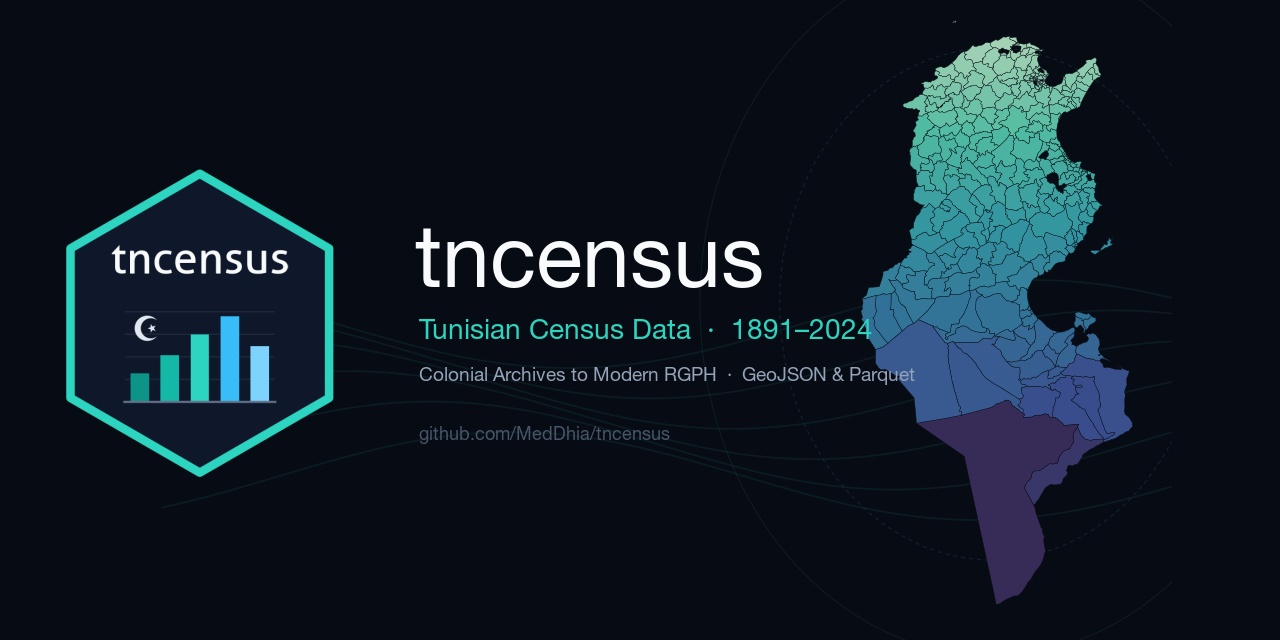 tncensus
tncensus
Tunisian Census Data · 1891–2024
Colonial Archives to Modern RGPH · GeoJSON & Parquet
github.com/MedDhia/tncensus